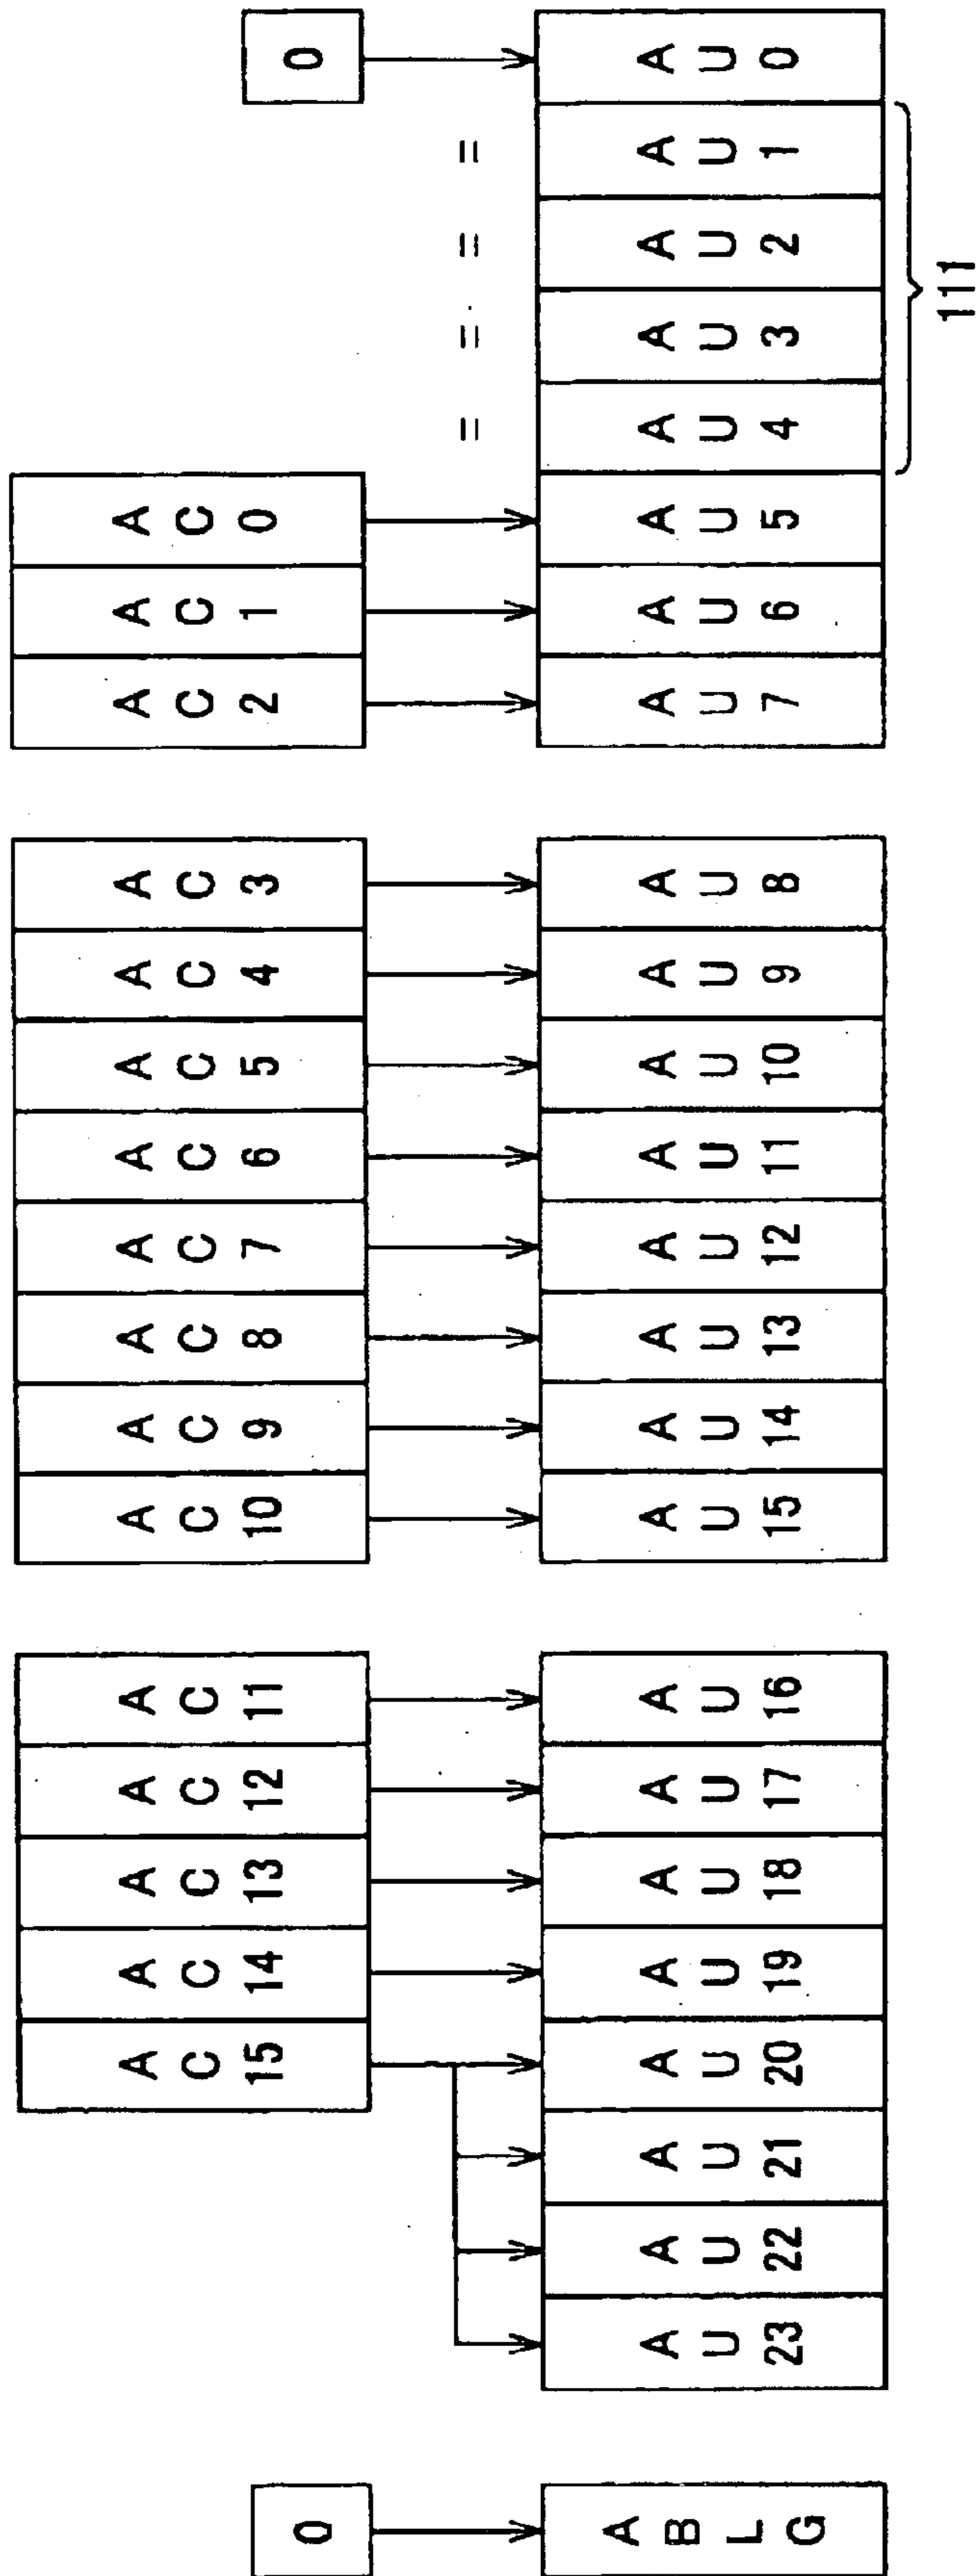 0
AC15
AC14
AC13
AC12
AC11
AC10
AC9
AC8
AC7
AC6
AC5
AC4
AC3
AC2
AC1
AC0
0
= = = =
ABLG
AU23
AU22
AU21
AU20
AU19
AU18
AU17
AU16
AU15
AU14
AU13
AU12
AU11
AU10
AU9
AU8
AU7
AU6
AU5
AU4
AU3
AU2
AU1
AU0
111